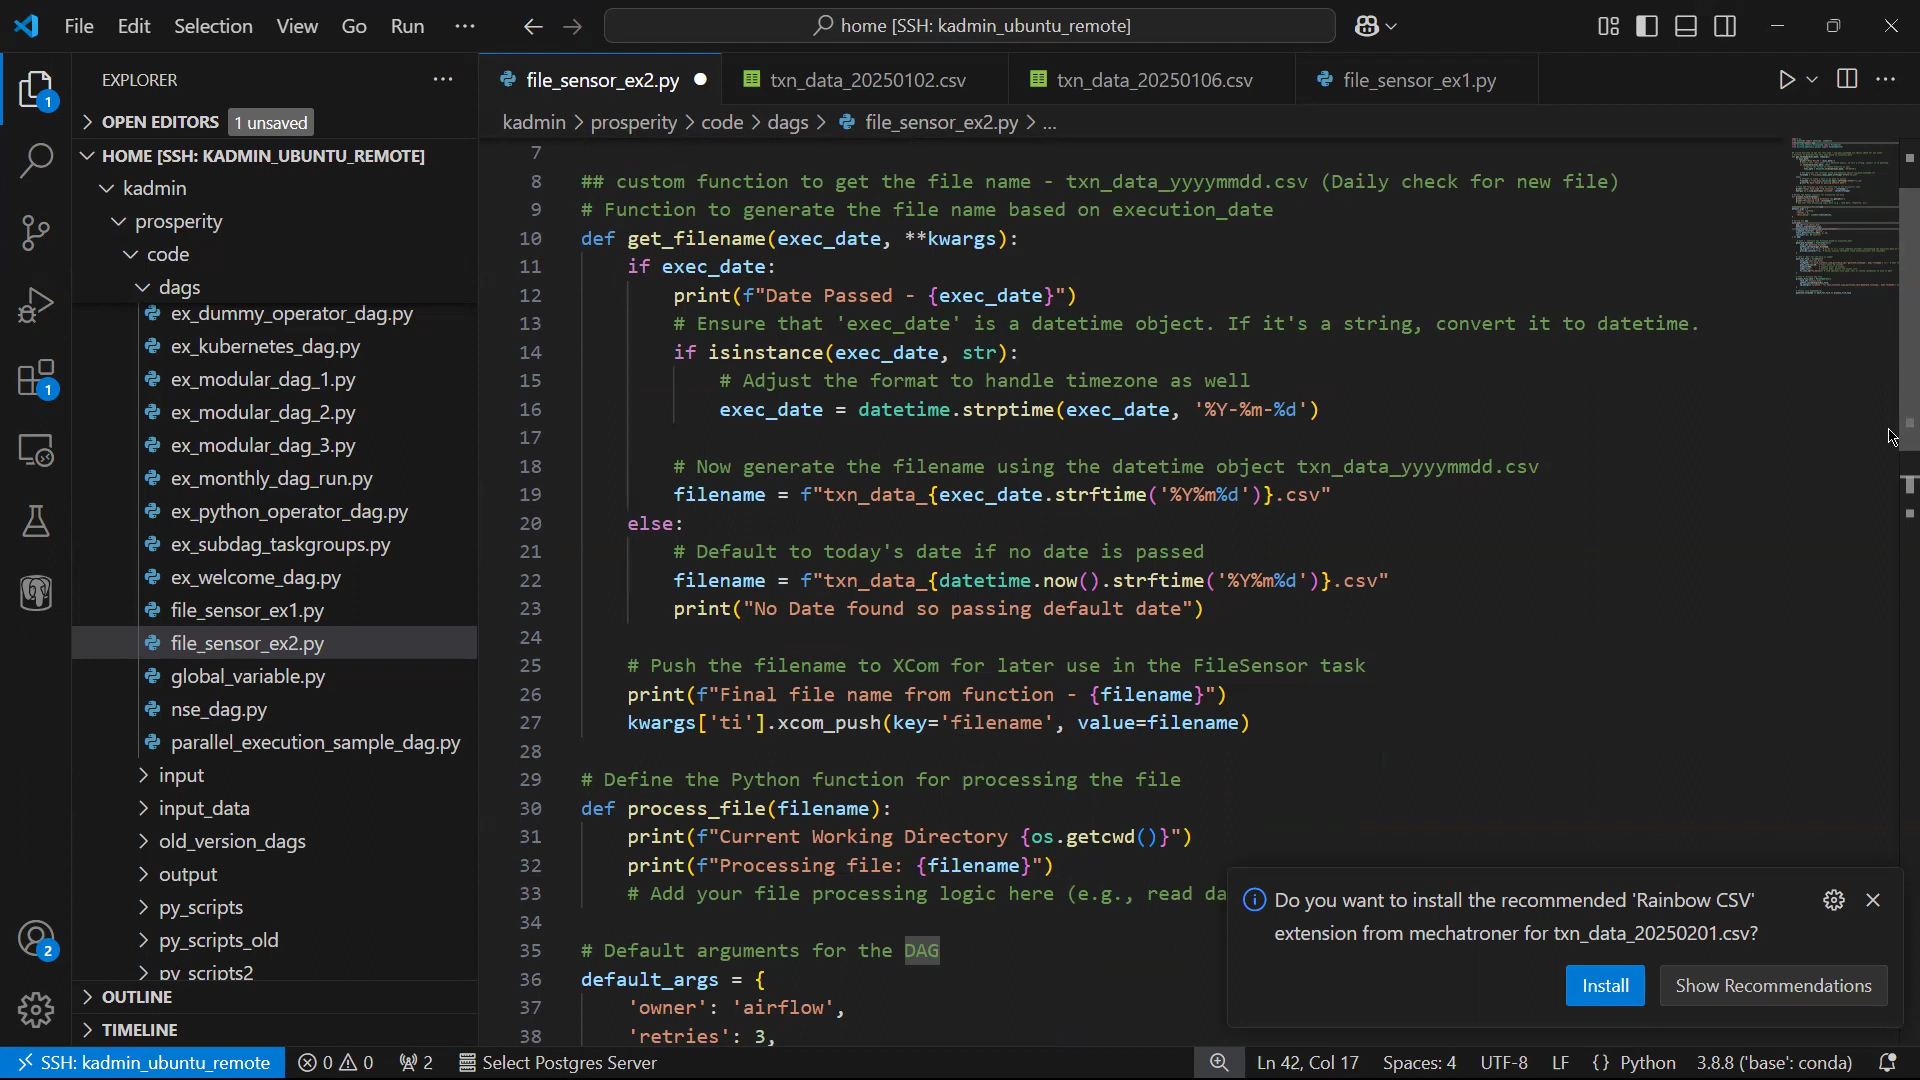 File Edit Selection View Go Run ··· home [SSH: kadmin_ubuntu_remote]
EXPLORER
OPEN EDITORS 1 unsaved
HOME [SSH: KADMIN_UBUNTU_REMOTE]
kadmin
prosperity
code
dags
ex_dummy_operator_dag.py
ex_kubernetes_dag.py
ex_modular_dag_1.py
ex_modular_dag_2.py
ex_modular_dag_3.py
ex_monthly_dag_run.py
ex_python_operator_dag.py
ex_subdag_taskgroups.py
ex_welcome_dag.py
file_sensor_ex1.py
file_sensor_ex2.py
global_variable.py
nse_dag.py
parallel_execution_sample_dag.py
input
input_data
old_version_dags
output
py_scripts
py_scripts_old
py_scripts2
OUTLINE
TIMELINE
1
1
2
file_sensor_ex2.py txn_data_20250102.csv txn_data_20250106.csv file_sensor_ex1.py
kadmin > prosperity > code > dags > file_sensor_ex2.py > ...
7
8 ## custom function to get the file name - txn_data_yyyymmdd.csv (Daily check for new file)
9 # Function to generate the file name based on execution_date
10 def get_filename(exec_date, **kwargs):
11 if exec_date:
12 print(f"Date Passed - {exec_date}")
13 # Ensure that 'exec_date' is a datetime object. If it's a string, convert it to datetime.
14 if isinstance(exec_date, str):
15 # Adjust the format to handle timezone as well
16 exec_date = datetime.strptime(exec_date, '%Y-%m-%d')
17
18 # Now generate the filename using the datetime object txn_data_yyyymmdd.csv
19 filename = f"txn_data_{exec_date.strftime('%Y%m%d')}.csv"
20 else:
21 # Default to today's date if no date is passed
22 filename = f"txn_data_{datetime.now().strftime('%Y%m%d')}.csv"
23 print("No Date found so passing default date")
24
25 # Push the filename to XCom for later use in the FileSensor task
26 print(f"Final file name from function - {filename}")
27 kwargs['ti'].xcom_push(key='filename', value=filename)
28
29 # Define the Python function for processing the file
30 def process_file(filename):
31 print(f"Current Working Directory {os.getcwd()}")
32 print(f"Processing file: {filename}")
33 # Add your file processing logic here (e.g., read da
34
35 # Default arguments for the DAG
36 default_args = {
37 'owner': 'airflow',
38 'retries': 3,
Do you want to install the recommended 'Rainbow CSV'
extension from mechatroner for txn_data_20250201.csv?
Install Show Recommendations
SSH: kadmin_ubuntu_remote 0 0 2 Select Postgres Server Ln 42, Col 17 Spaces: 4 UTF-8 LF {} Python 3.8.8 ('base': conda)